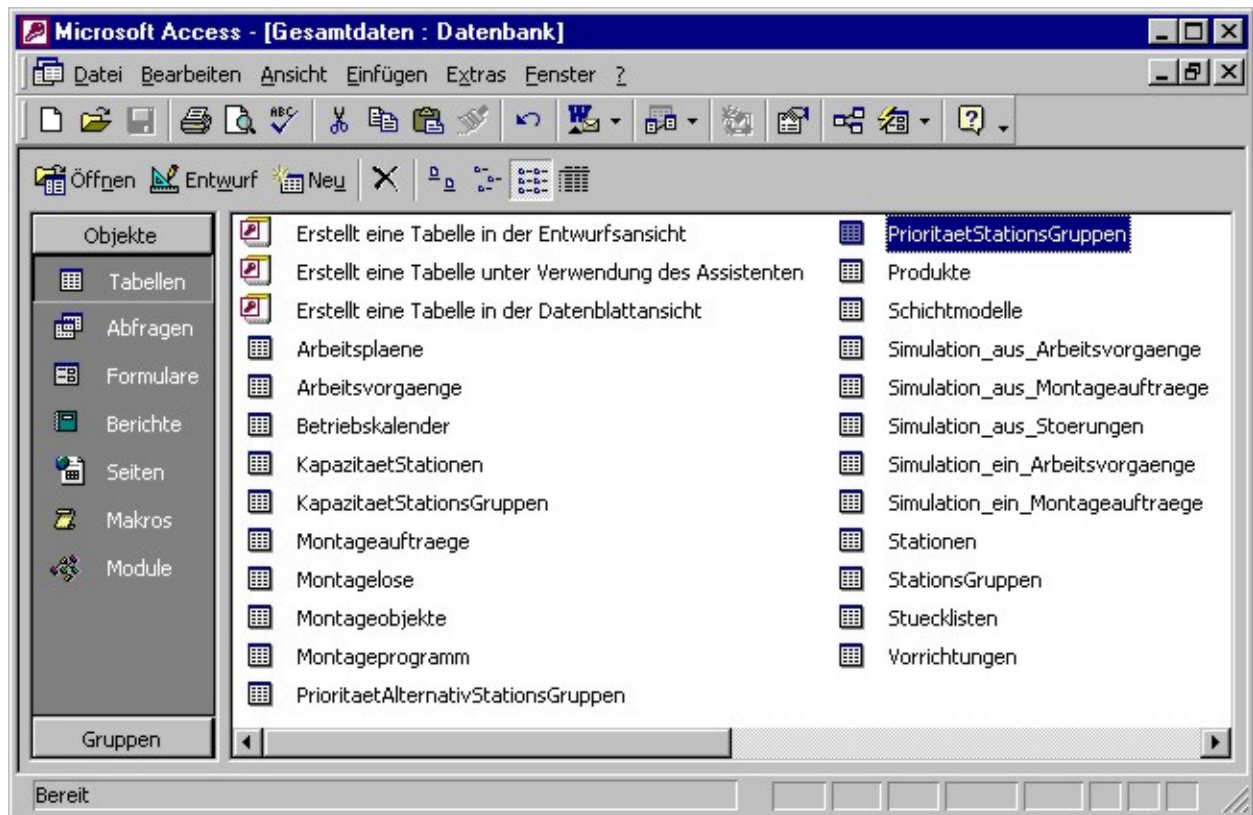 Microsoft Access - [Gesamtdaten : Datenbank]
Datei Bearbeiten Ansicht Einfügen Extras Fenster ?
ABC W
Öffnen Entwurf Neu
Objekte
Tabellen
Abfragen
Formulare
Berichte
Seiten
Makros
Module
Gruppen
Erstellt eine Tabelle in der Entwurfsansicht
Erstellt eine Tabelle unter Verwendung des Assistenten
Erstellt eine Tabelle in der Datenblattansicht
Arbeitsplaene
Arbeitsvorgaenge
Betriebskalender
KapazitaetStationen
KapazitaetStationsGruppen
Montageauftraege
Montagelose
Montageobjekte
Montageprogramm
PrioritaetAlternativStationsGruppen
PrioritaetStationsGruppen
Produkte
Schichtmodelle
Simulation_aus_Arbeitsvorgaenge
Simulation_aus_Montageauftraege
Simulation_aus_Stoerungen
Simulation_ein_Arbeitsvorgaenge
Simulation_ein_Montageauftraege
Stationen
StationsGruppen
Stuecklisten
Vorrichtungen
Bereit